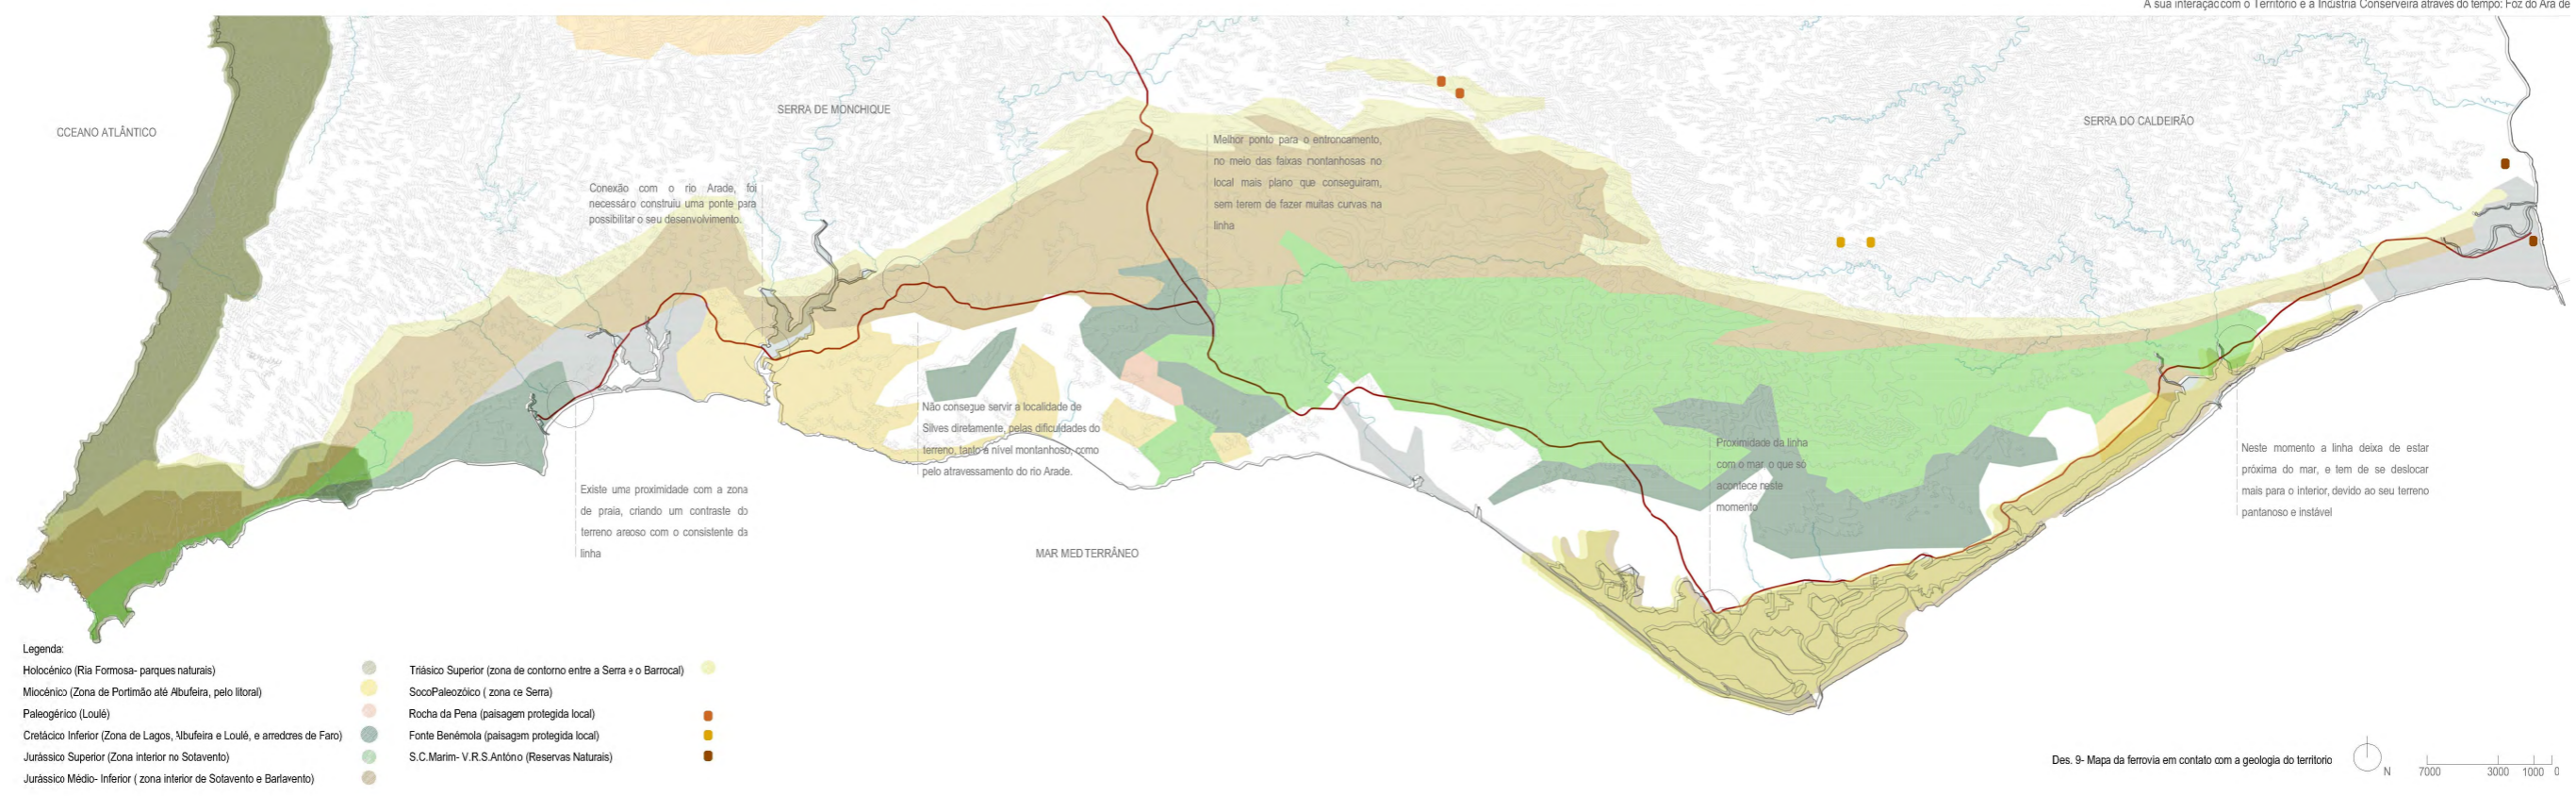 A sua interação com o Território e a Indústria Conserveira através do tempo: Foz do Ara de
OCEANO ATLÂNTICO
SERRA DE MONCHIQUE
SERRA DO CALDEIRÃO
Melhor ponto para o entroncamento,
no meio das faixas montanhosas no
local mais plano que conseguiram,
sem terem de fazer muitas curvas na
linha
Conexão com o rio Arade, foi
necessáro construiu uma ponte para
possibilitar o seu desenvolvimento.
Não consegue servir a localidade de
Silves diretamente, pelas dificuldades do
terreno, tanto a nível montanhoso, como
pelo atravessamento do rio Arade.
Proximidade da linha
com o mar o que só
acontece neste
momento
Neste momento a linha deixa de estar
próxima do mar, e tem de se deslocar
mais para o interior, devido ao seu terreno
pantanoso e instável
Existe uma proximidade com a zona
de praia, criando um contraste do
terreno areoso com o consistente da
linha
MAR MEDTERRÂNEO
Legenda:
Holocénico (Ria Formosa- parques naturais)
Miocénico (Zona de Portimão até Albufeira, pelo litoral)
Paleogérico (Loulé)
Cretácico Inferior (Zona de Lagos, Albufeira e Loulé, e arredores de Faro)
Jurássico Superior (Zona interior no Sotavento)
Jurássico Médio- Inferior ( zona interior de Sotavento e Barlavento)
Triásico Superior (zona de contorno entre a Serra e o Barrocal)
SocoPaleozóico ( zona de Serra)
Rocha da Pena (paisagem protegida local)
Fonte Benémola (paisagem protegida local)
S.C.Marim- V.R.S.Antóno (Reservas Naturais)
Des. 9- Mapa da ferrovia em contato com a geologia do territorio
N
7000 3000 1000 0